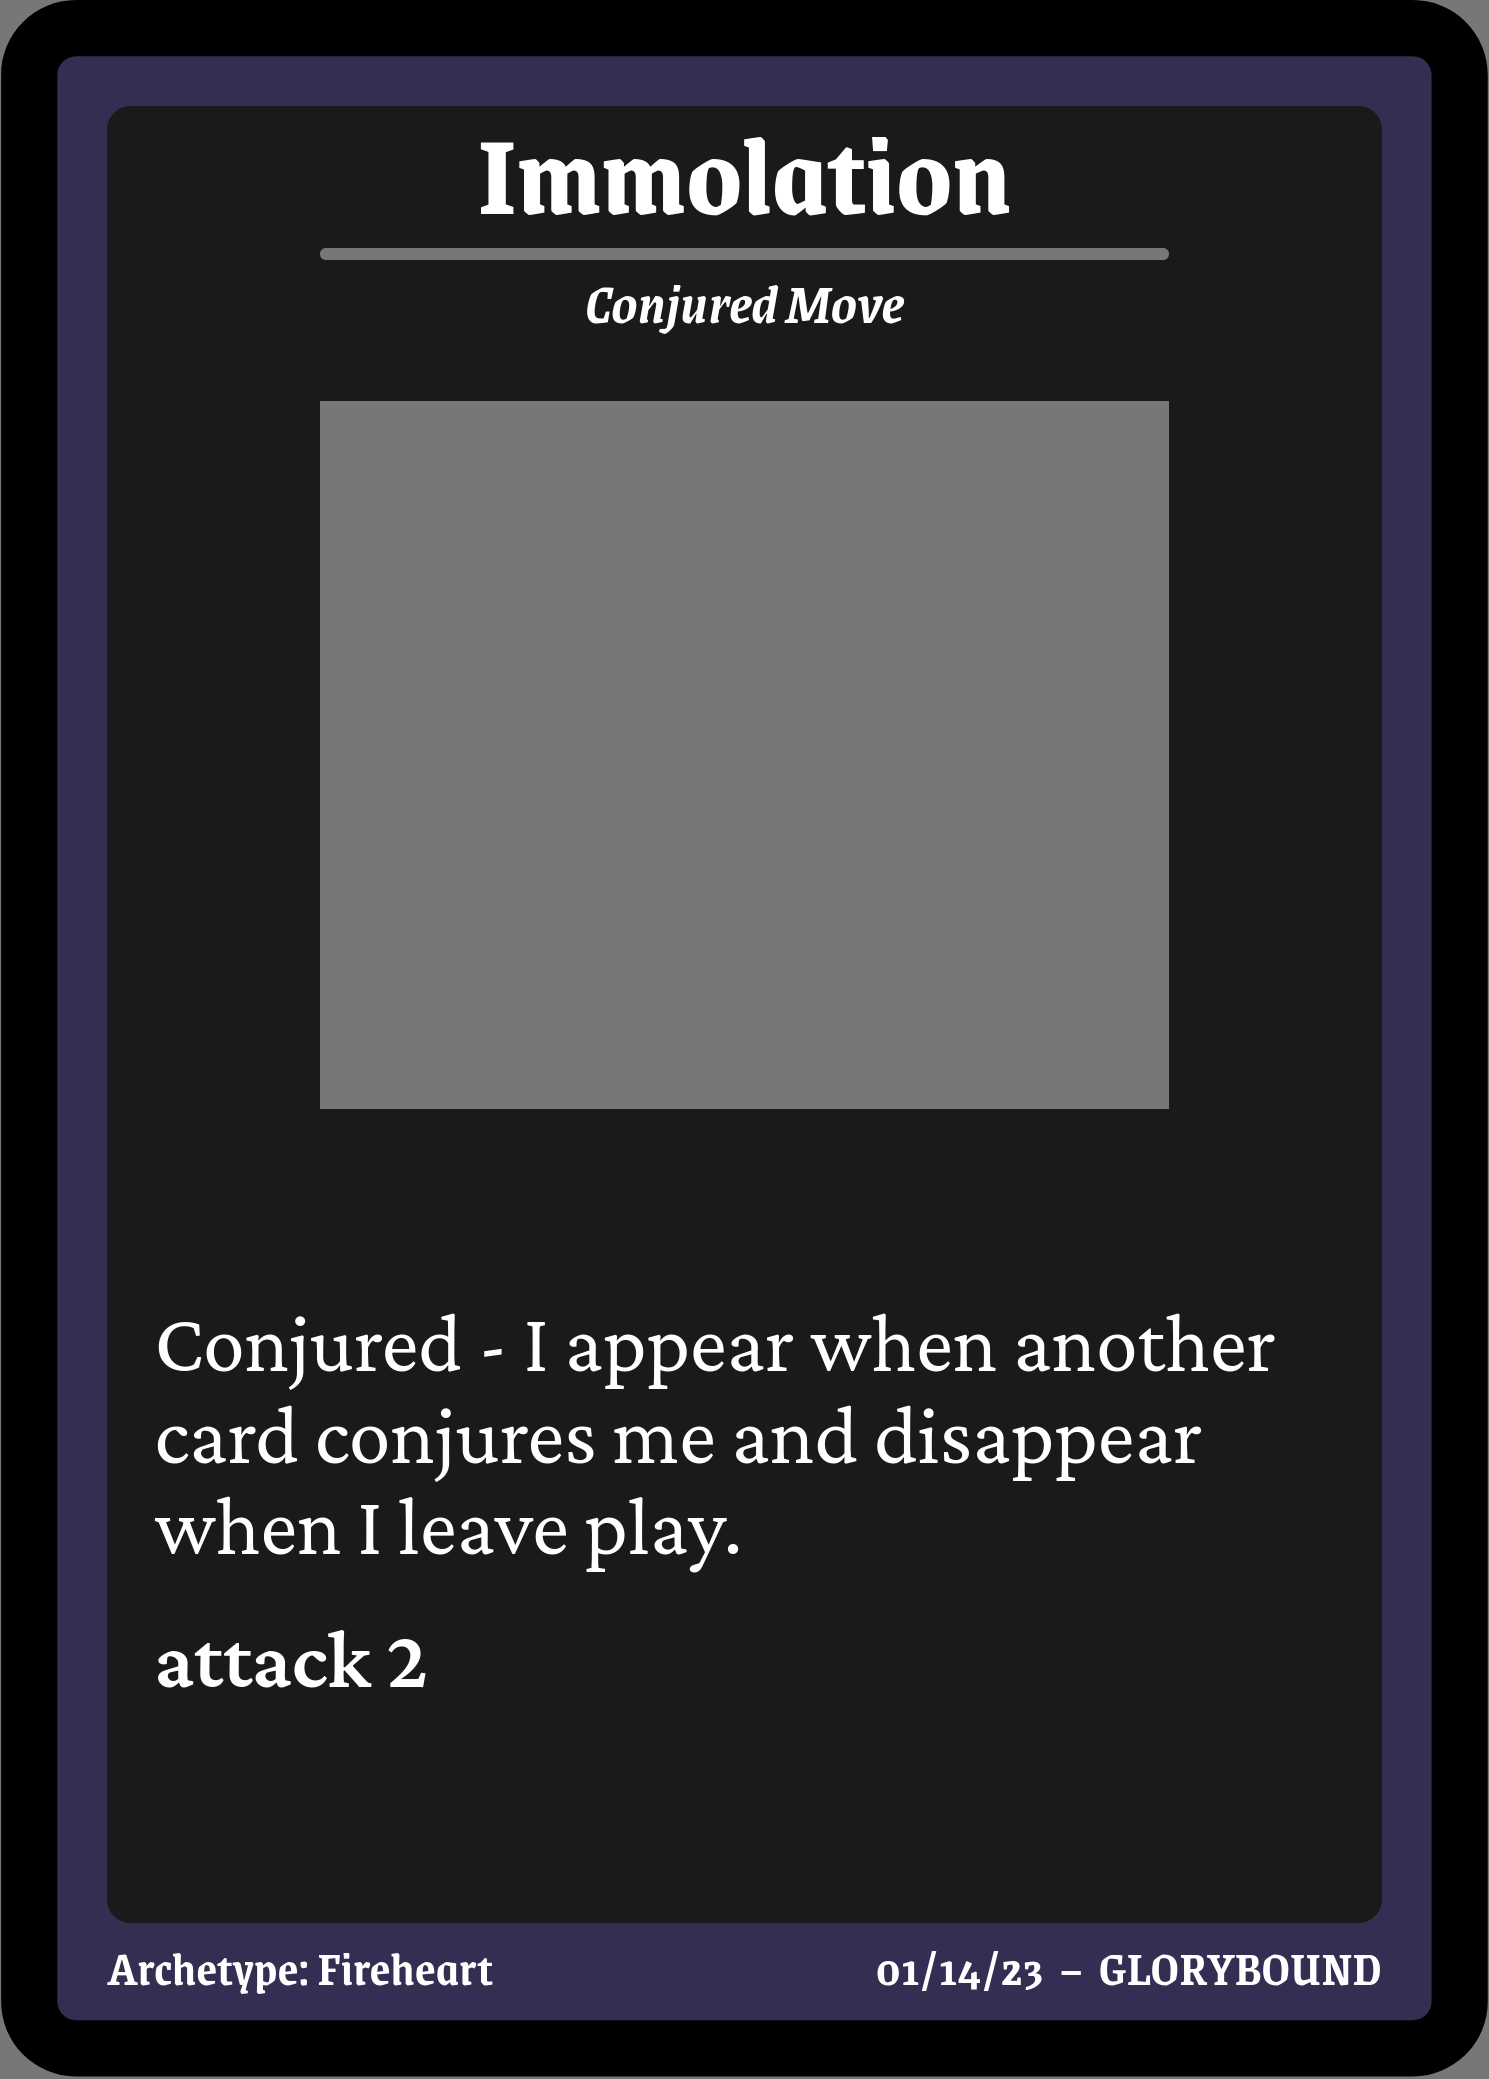 Immolation
Conjured Move
Conjured - I appear when another
card conjures me and disappear
when I leave play.
attack 2
Archetype: Fireheart
01/14/23 – GLORYBOUND